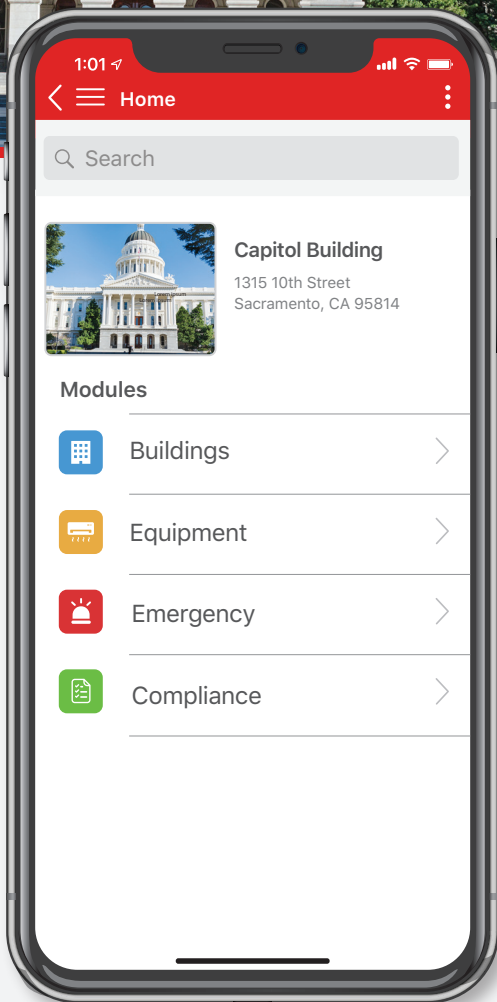 1:01
Home
Search
Capitol Building
1315 10th Street
Sacramento, CA 95814
Modules
Buildings
Equipment
Emergency
Compliance